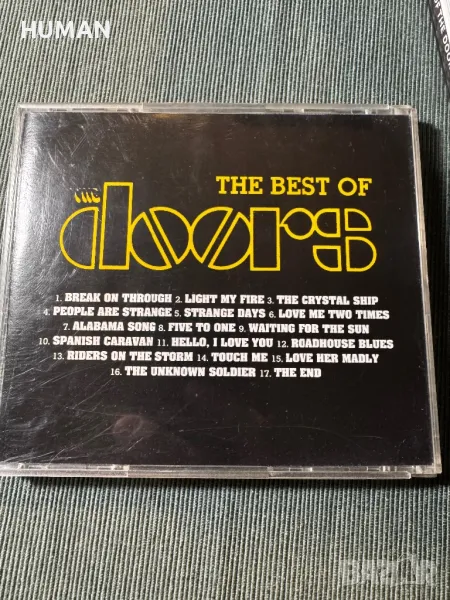 HUMAN
THE BEST OF
THE
doors
1. BREAK ON THROUGH 2. LIGHT MY FIRE 3. THE CRYSTAL SHIP
4. PEOPLE ARE STRANGE 5. STRANGE DAYS 6. LOVE ME TWO TIMES
7. ALABAMA SONG 8. FIVE TO ONE 9. WAITING FOR THE SUN
10. SPANISH CARAVAN 11. HELLO, I LOVE YOU 12. ROADHOUSE BLUES
13. RIDERS ON THE STORM 14. TOUCH ME 15. LOVE HER MADLY
16. THE UNKNOWN SOLDIER 17. THE END
BAZAR